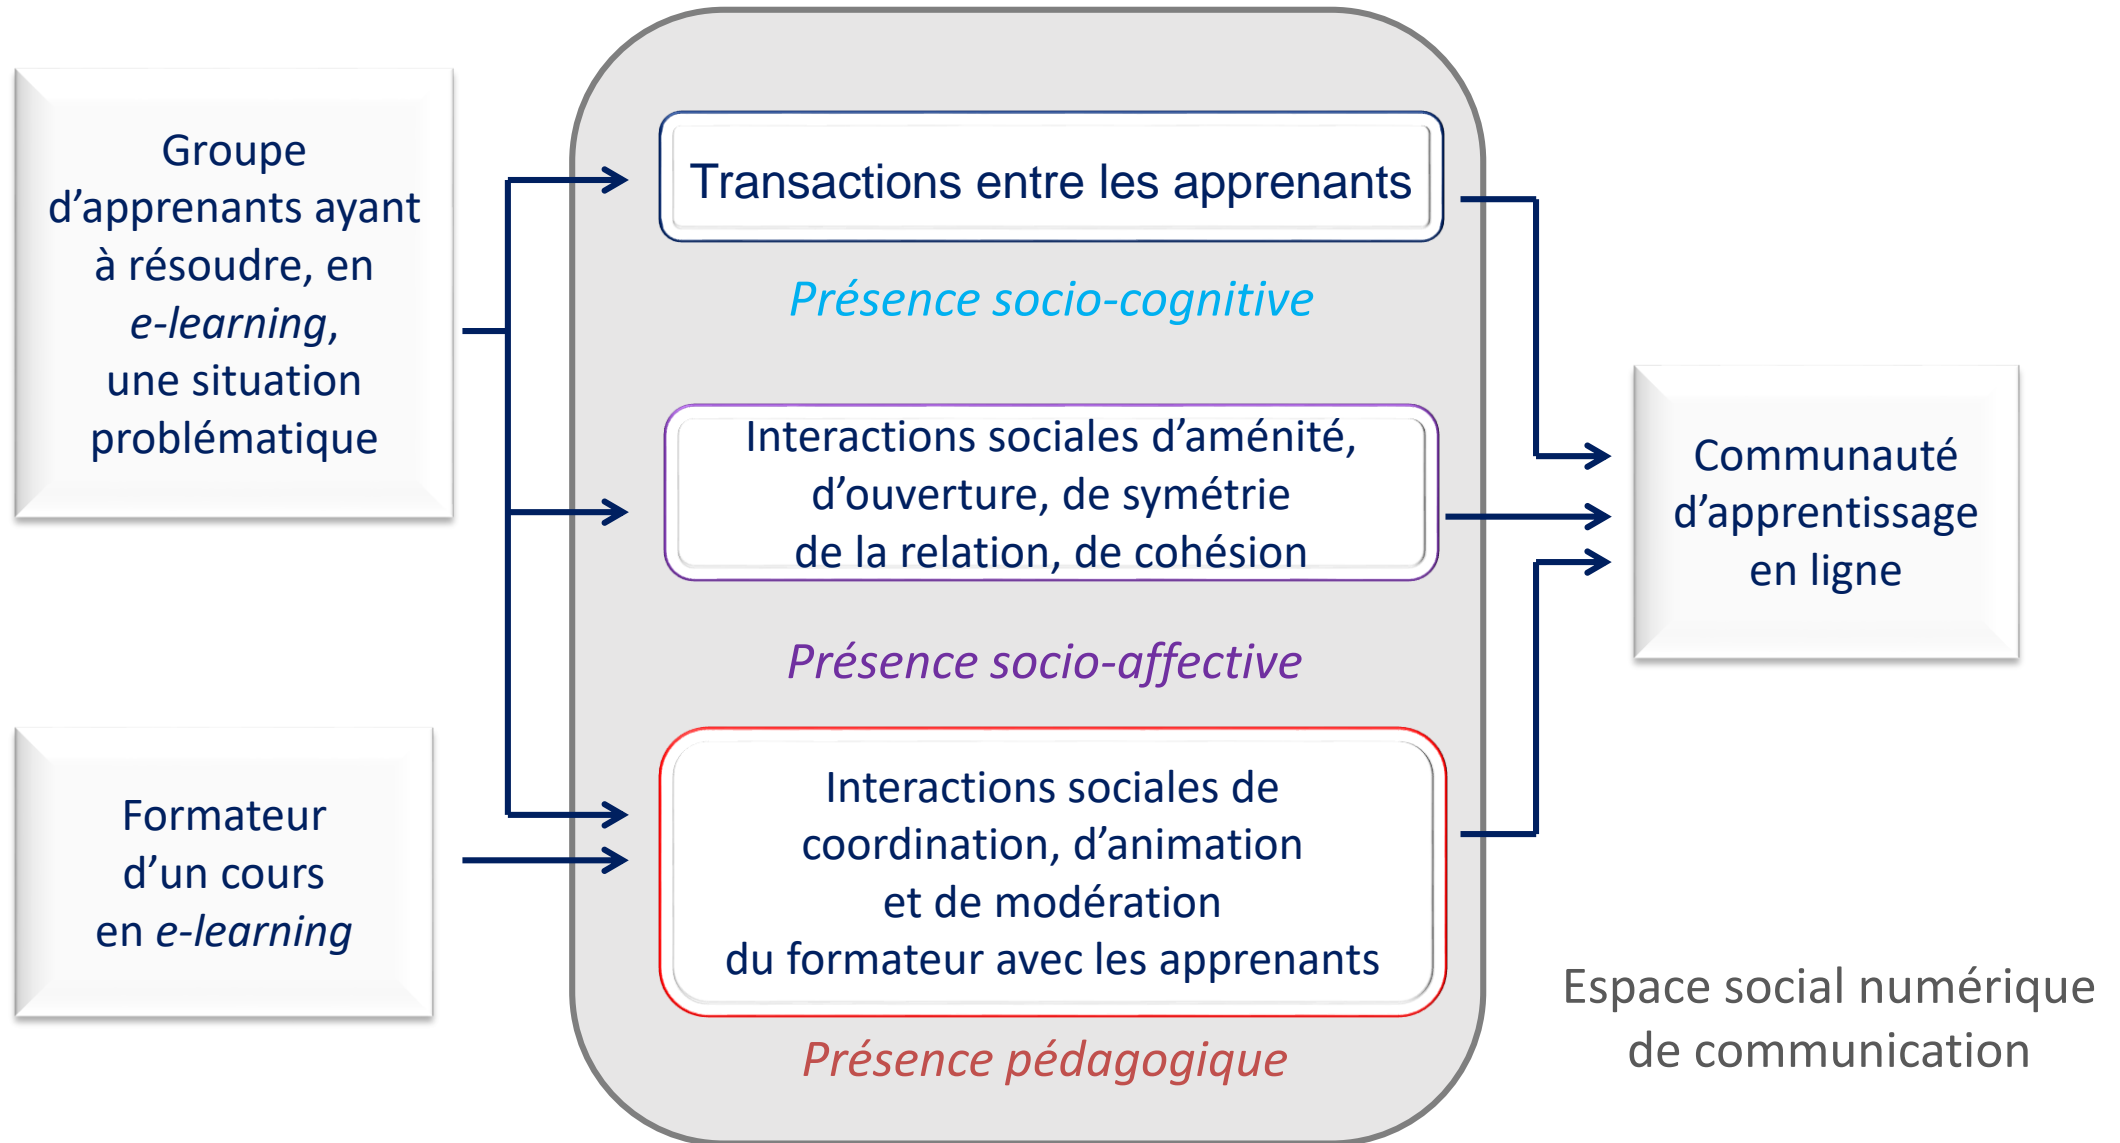 Groupe
d’apprenants ayant
à résoudre, en
e-learning,
une situation
problématique
Formateur
d’un cours
en e-learning
Transactions entre les apprenants
Présence socio-cognitive
Interactions sociales d’aménité,
d’ouverture, de symétrie
de la relation, de cohésion
Présence socio-affective
Interactions sociales de
coordination, d’animation
et de modération
du formateur avec les apprenants
Présence pédagogique
Communauté
d’apprentissage
en ligne
Espace social numérique
de communication